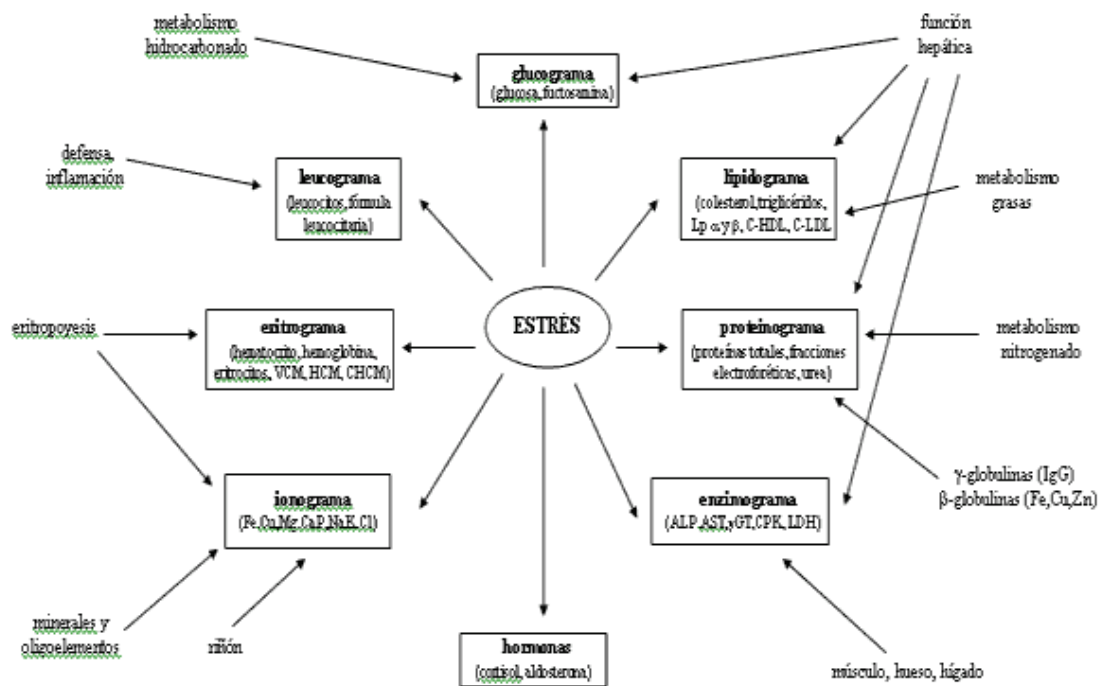 metabolismo
hidrocarbonado
función
hepática
glucograma
(glucosa,fuctosamina)
defensa,
inflamación
leucograma
(leucocitos,fórmula
leucocitaria)
lipidograma
(colesterol,triglicéridos,
Lp α y β, C-HDL, C-LDL)
metabolismo
grasas
ESTRÉS
eritropoyesis
eritrograma
(hematocrito, hemoglobina,
eritrocitos, VCM, HCM, CHCM)
proteinograma
(proteínas totales,fracciones
electroforéticas,urea)
metabolismo
nitrogenado
γ-globulinas (IgG)
β-globulinas (Fe,Cu,Zn)
ionograma
(Fe,Cu,Mg,Ca,P,Na,K,Cl)
enzimograma
(ALP,AST,γGT,CPK, LDH)
minerales y
oligoelementos
riñón
hormonas
(cortisol,aldosterona)
músculo, hueso, hígado